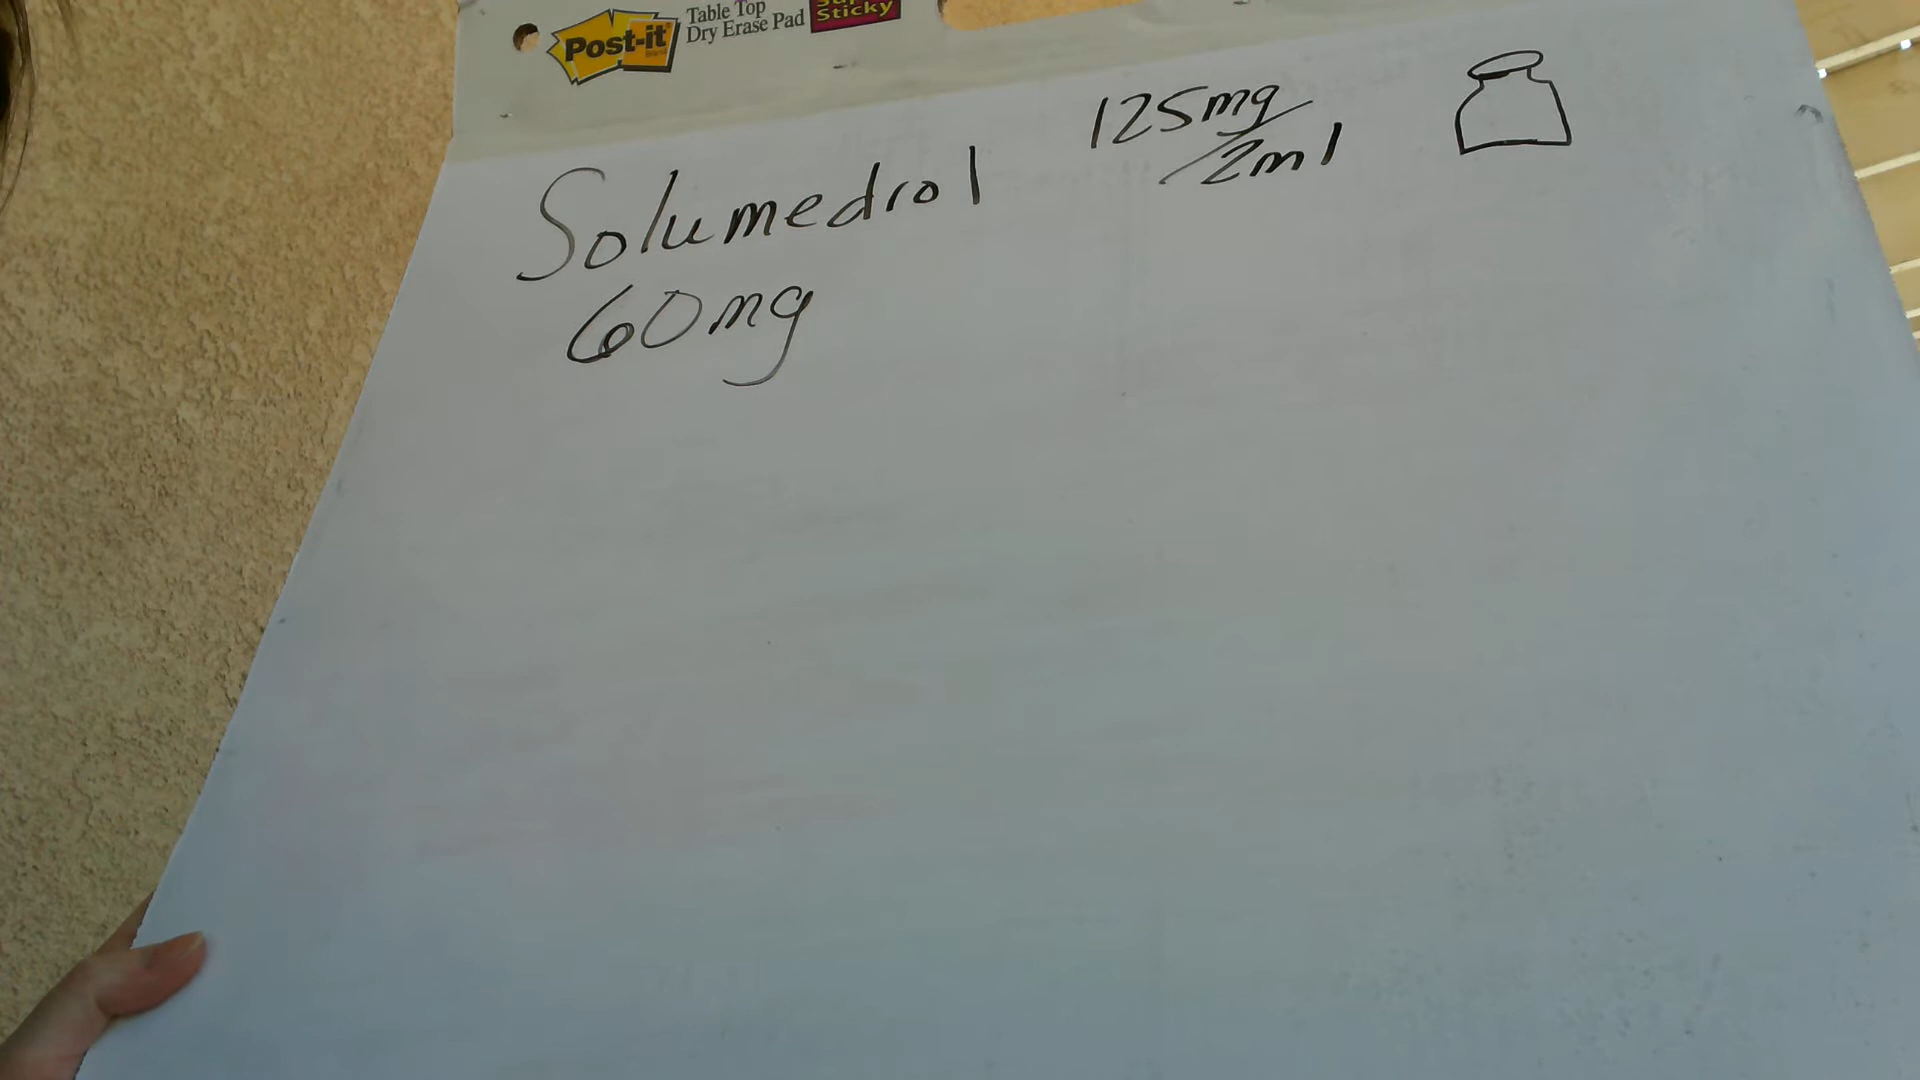 Post-it
Table Top
Dry Erase Pad
Sticky
Solumedrol
60mg
125mg
/2ml